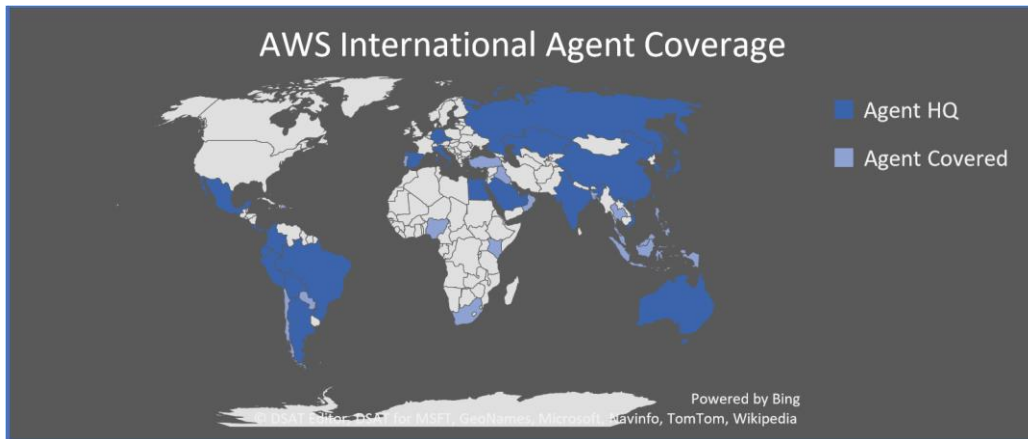 AWS International Agent Coverage
Agent HQ
Agent Covered
Powered by Bing
© DSAT Editor, DSAT for MSFT, GeoNames, Microsoft, Navinfo, TomTom, Wikipedia